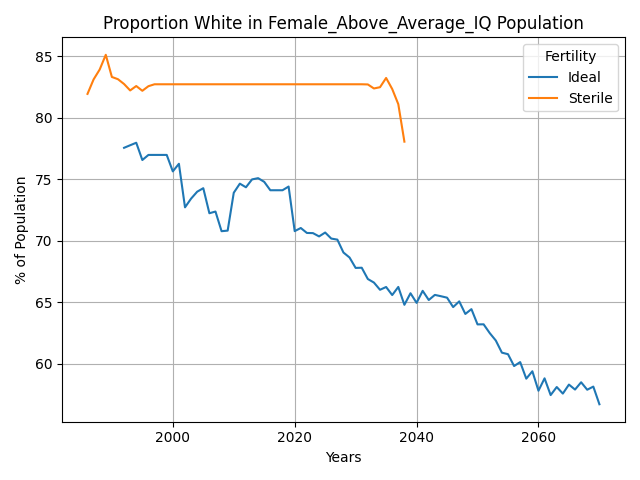 Proportion White in Female_Above_Average_IQ Population
Fertility
Ideal
Sterile
% of Population
85
80
75
70
65
60
2000
2020
2040
2060
Years